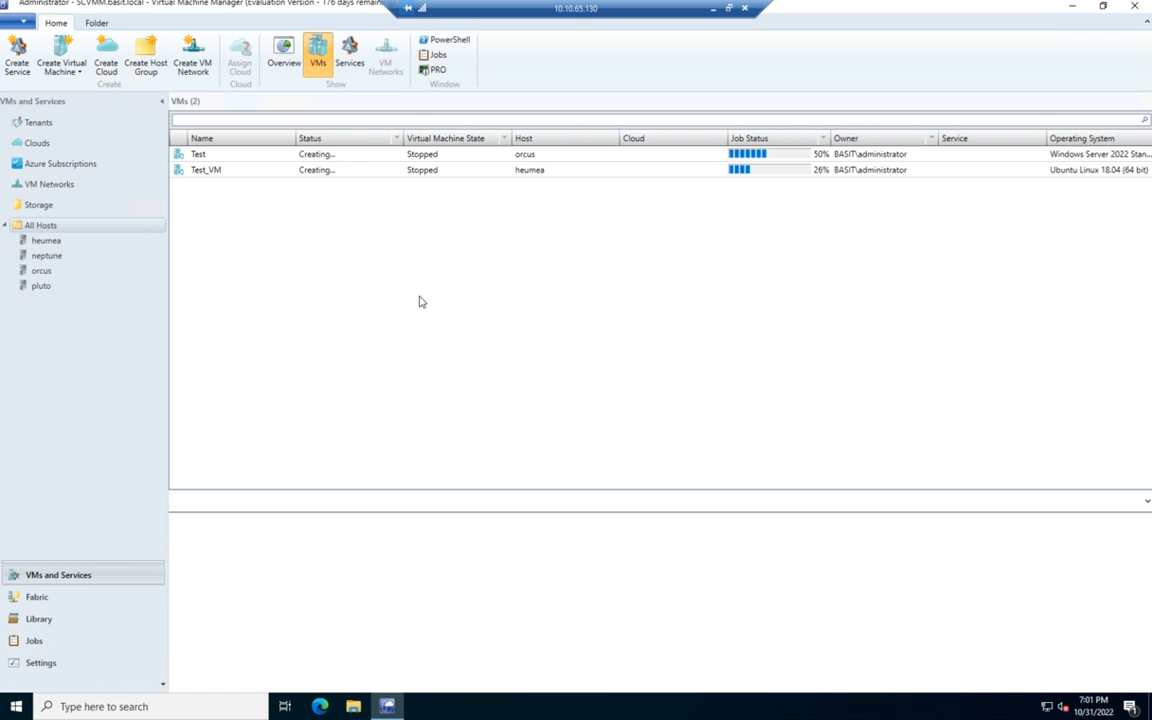 Administrator - SCVMM.basit.local - Virtual Machine Manager (Evaluation Version - 176 days remain
10.10.65.130
Home Folder
Create Service
Create Virtual Machine
Create Cloud
Create Host Group
Create VM Network
Assign Cloud
Overview
VMs
Services
VM Networks
PowerShell
Jobs
PRO
Create Cloud Show Window
VMs and Services
Tenants
Clouds
Azure Subscriptions
VM Networks
Storage
All Hosts
heumea
neptune
orcus
pluto
VMs (2)
Name Status Virtual Machine State Host Cloud Job Status Owner Service Operating System
Test Creating... Stopped orcus 50% BASIT\administrator Windows Server 2022 Stan...
Test_VM Creating... Stopped heumea 26% BASIT\administrator Ubuntu Linux 18.04 (64 bit)
VMs and Services
Fabric
Library
Jobs
Settings
Type here to search
7:01 PM
10/31/2022
1